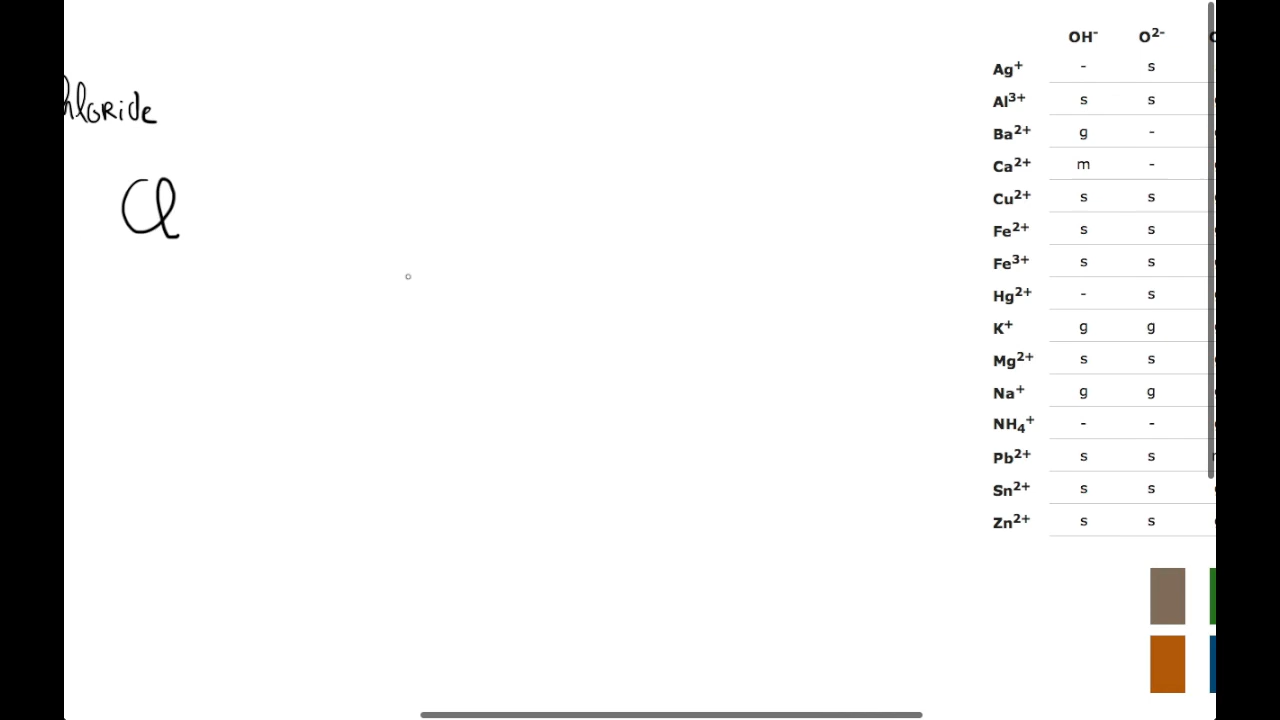 hloride
Cl
OH⁻ O²⁻
Ag⁺ - s
Al³⁺ s s
Ba²⁺ g -
Ca²⁺ m -
Cu²⁺ s s
Fe²⁺ s s
Fe³⁺ s s
Hg²⁺ - s
K⁺ g g
Mg²⁺ s s
Na⁺ g g
NH₄⁺ - -
Pb²⁺ s s
Sn²⁺ s s
Zn²⁺ s s